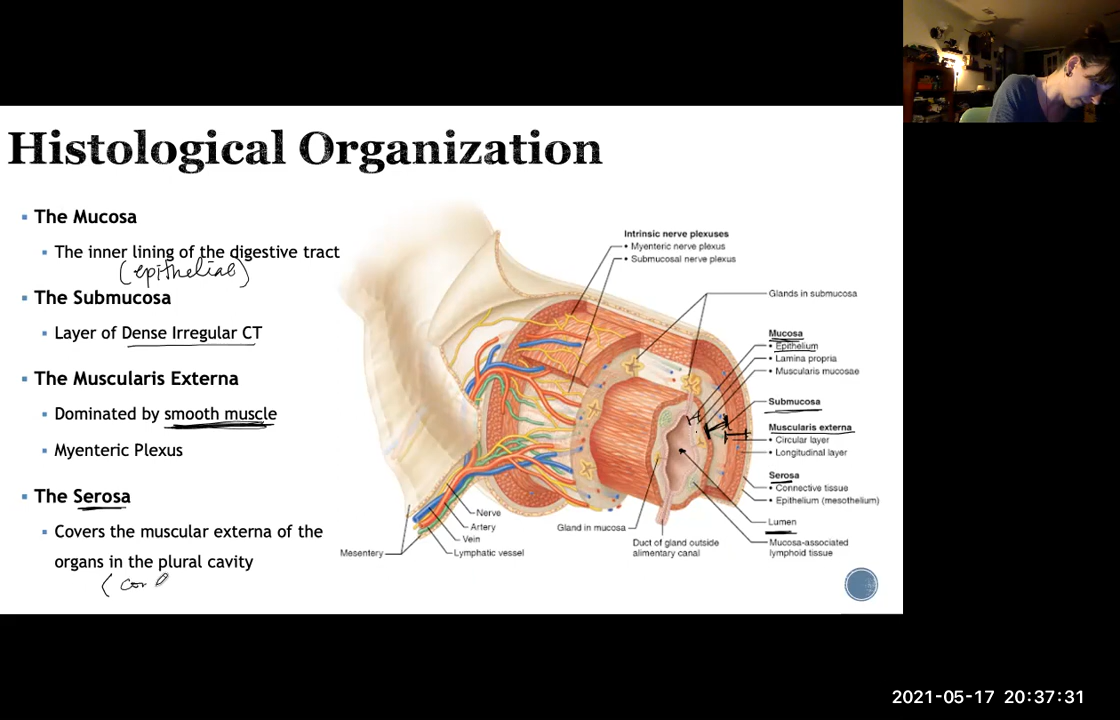 Histological Organization
The Mucosa
The inner lining of the digestive tract
(epithelial)
The Submucosa
Layer of Dense Irregular CT
The Muscularis Externa
Dominated by smooth muscle
Myenteric Plexus
The Serosa
Covers the muscular externa of the
organs in the plural cavity
Intrinsic nerve plexuses
• Myenteric nerve plexus
• Submucosal nerve plexus
Glands in submucosa
Mucosa
• Epithelium
• Lamina propria
• Muscularis mucosae
Submucosa
Muscularis externa
• Circular layer
• Longitudinal layer
Serosa
• Connective tissue
• Epithelium (mesothelium)
Lumen
Mucosa-associated
lymphoid tissue
Nerve
Artery
Vein
Lymphatic vessel
Mesentery
Gland in mucosa
Duct of gland outside
alimentary canal
2021-05-17 20:37:31